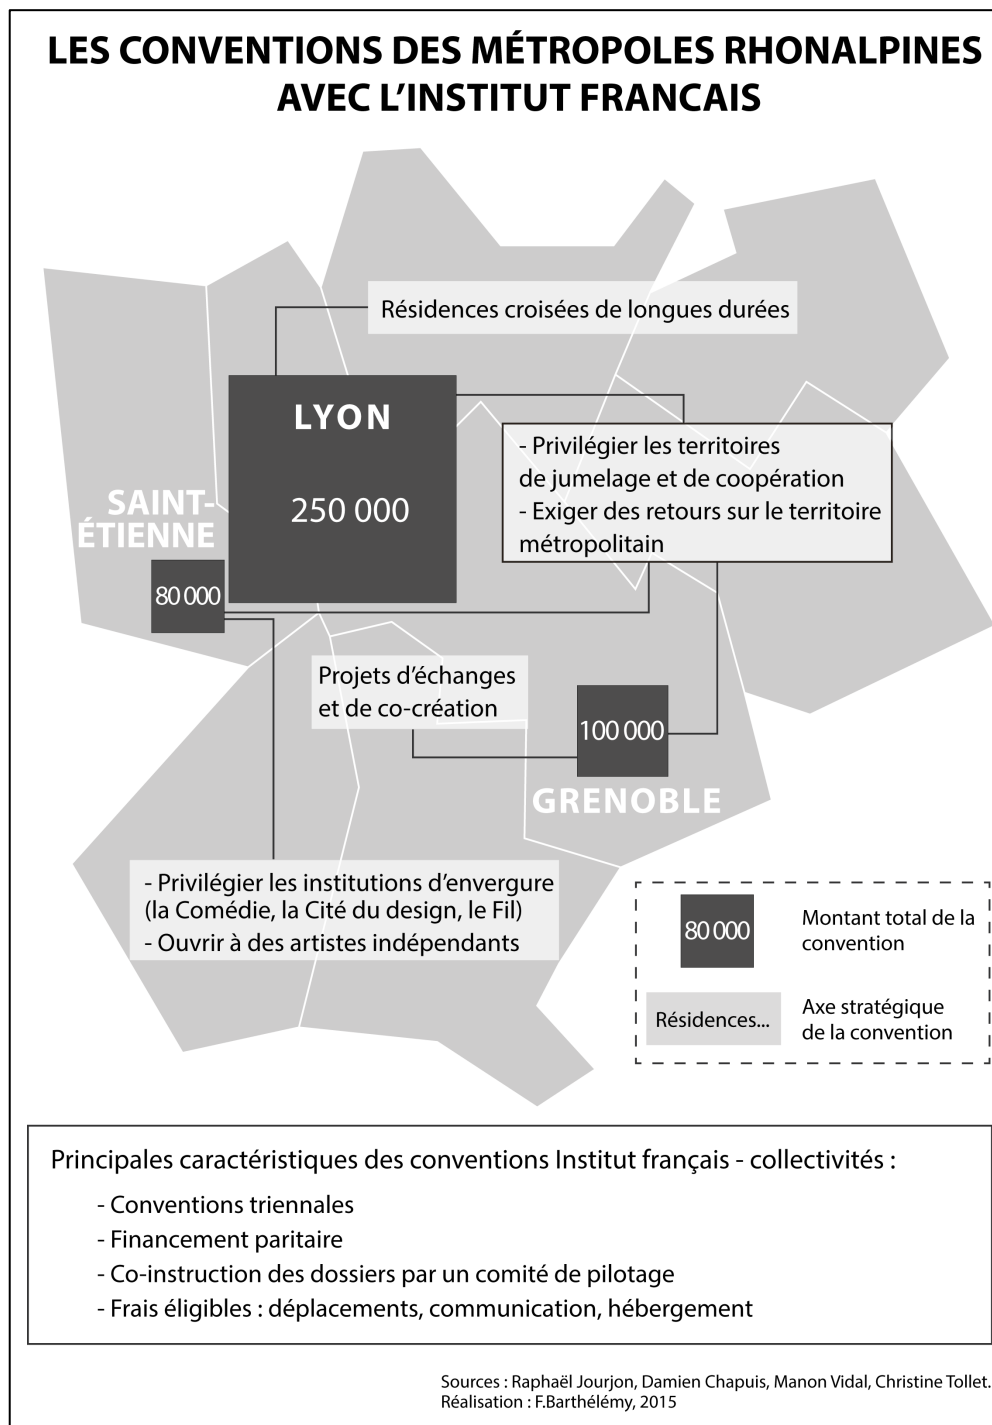 LES CONVENTIONS DES MÉTROPOLES RHONALPINES
AVEC L'INSTITUT FRANCAIS
Résidences croisées de longues durées
LYON
250 000
- Privilégier les territoires
de jumelage et de coopération
- Exiger des retours sur le territoire
métropolitain
SAINT-
ÉTIENNE
80 000
Projets d'échanges
et de co-création
100 000
GRENOBLE
- Privilégier les institutions d'envergure
(la Comédie, la Cité du design, le Fil)
- Ouvrir à des artistes indépendants
80 000
Montant total de la
convention
Résidences...
Axe stratégique
de la convention
Principales caractéristiques des conventions Institut français - collectivités :
- Conventions triennales
- Financement paritaire
- Co-instruction des dossiers par un comité de pilotage
- Frais éligibles : déplacements, communication, hébergement
Sources : Raphaël Jourjon, Damien Chapuis, Manon Vidal, Christine Tollet.
Réalisation : F.Barthélémy, 2015